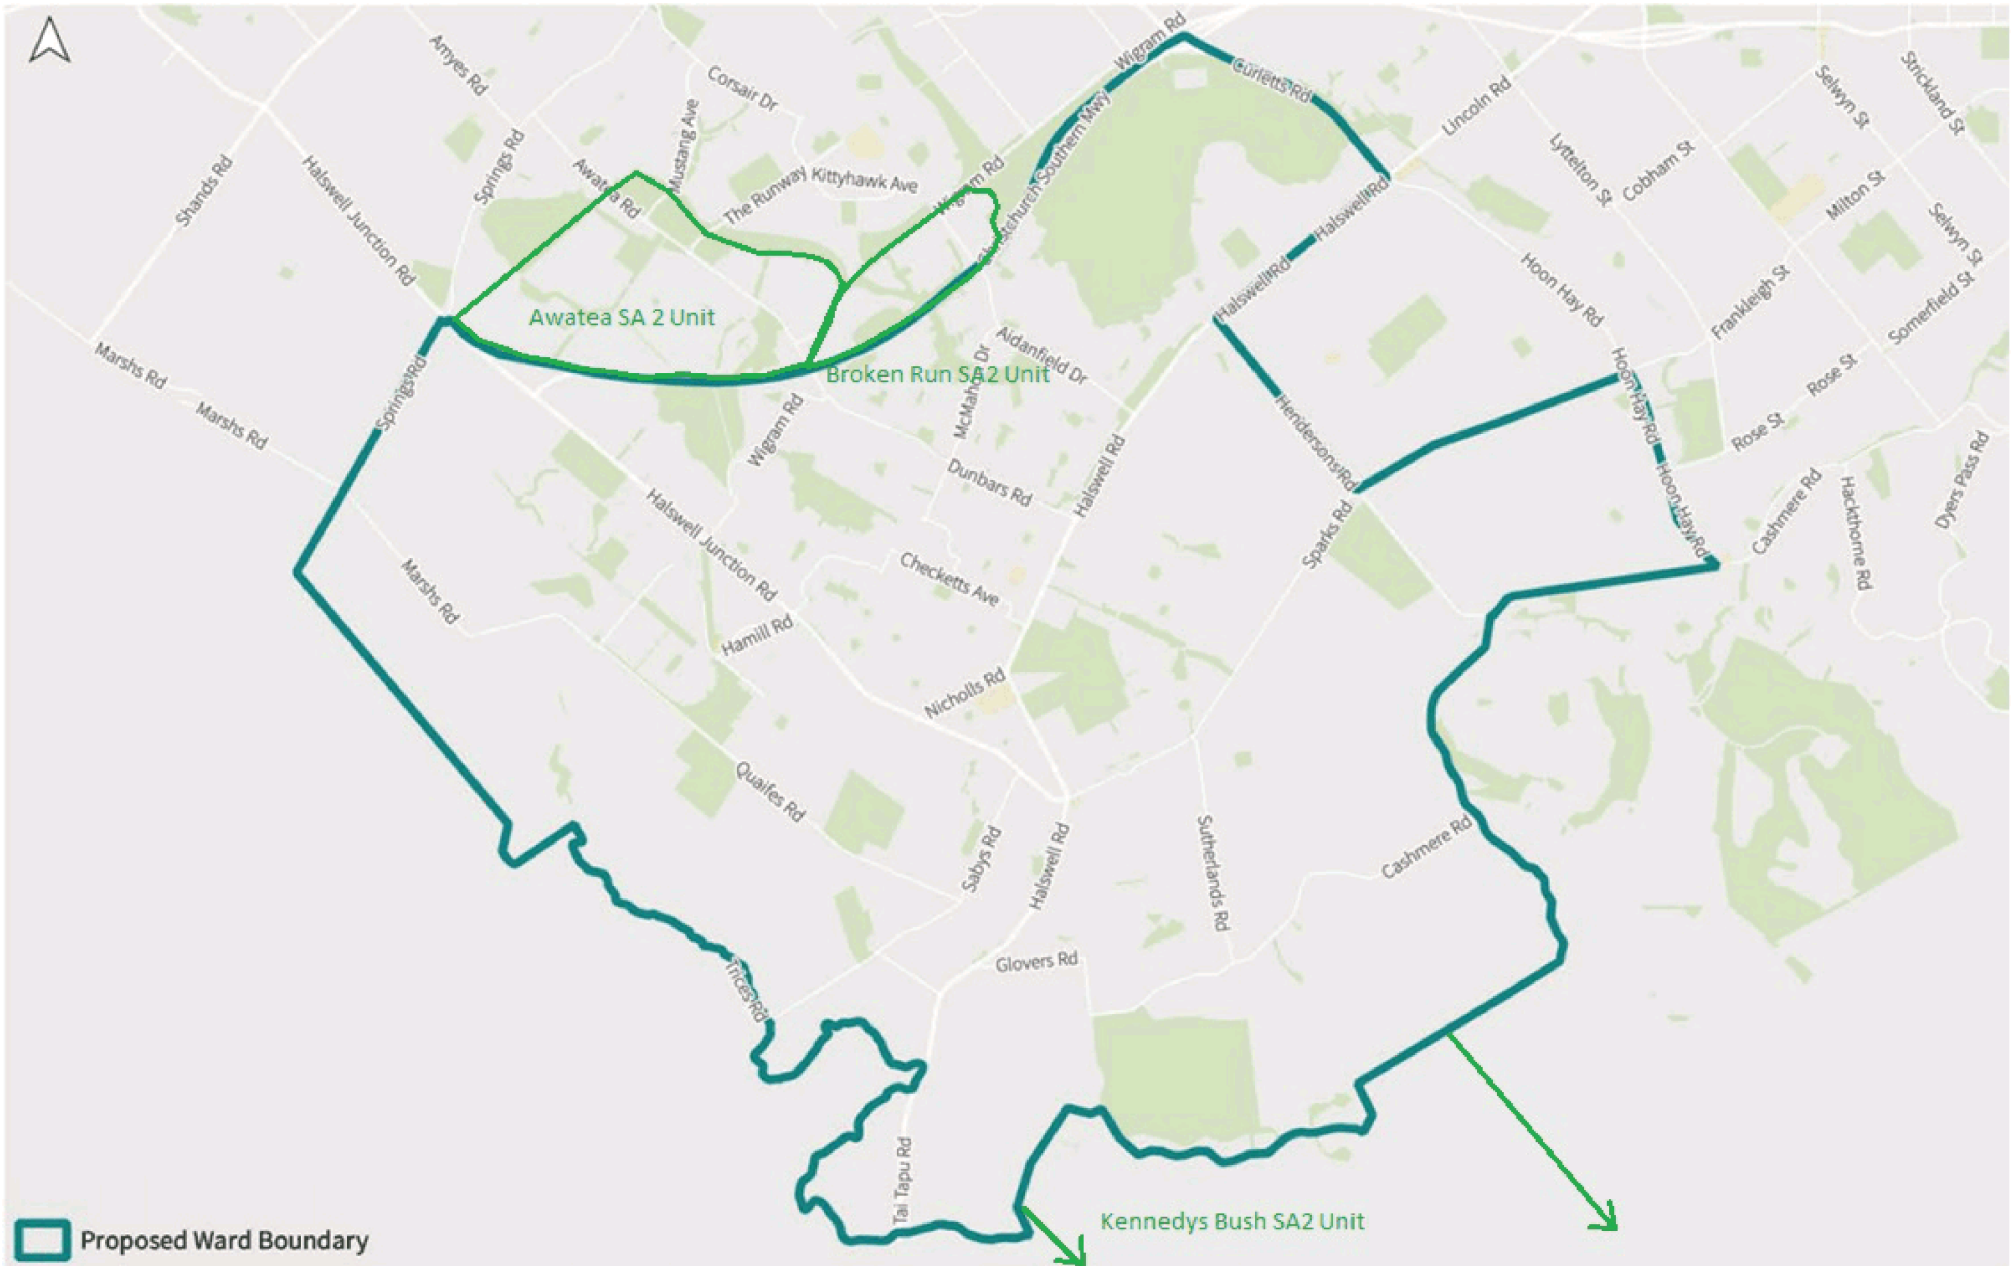 Wigram Rd
Strickland St
Amyes Rd
Corsair Dr
Curletts Rd
Selwyn St
Lincoln Rd
Mustang Ave
Christchurch Southern Mwy
Springs Rd
Shands Rd
Halswell Junction Rd
Awatea Rd
The Runway
Kittyhawk Ave
Wigram Rd
Lyttelton St
Cobham St
Milton St
Halswell Rd
Selwyn St
Halswell Rd
Hoon Hay Rd
Frankleigh St
Somerfield St
Awatea SA 2 Unit
Marshs Rd
Springs Rd
Broken Run SA2 Unit
Aidanfield Dr
McMahon Dr
Hoon Hay Rd
Rose St
Marshs Rd
Wigram Rd
Hendersons Rd
Rose St
Halswell Rd
Dunbars Rd
Dyers Pass Rd
Halswell Junction Rd
Sparks Rd
Hoon Hay Rd
Cashmere Rd
Hackthorne Rd
Marshs Rd
Checketts Ave
Hamill Rd
Nicholls Rd
Quaifes Rd
Sabys Rd
Halswell Rd
Sutherlands Rd
Cashmere Rd
Trices Rd
Glovers Rd
Tai Tapu Rd
Kennedys Bush SA2 Unit
Proposed Ward Boundary